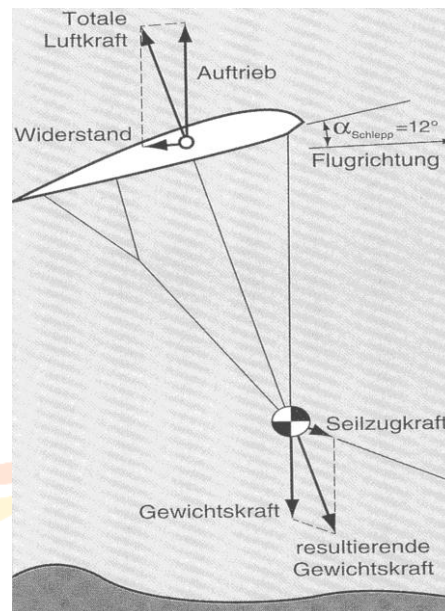 Totale
Luftkraft
Auftrieb
Widerstand
αSchlepp=12°
Flugrichtung
Seilzugkraft
Gewichtskraft
resultierende
Gewichtskraft